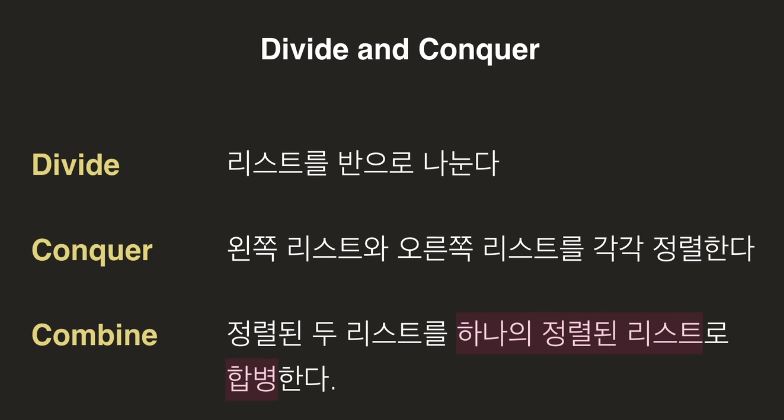 Divide and Conquer
Divide 리스트를 반으로 나눈다
Conquer 왼쪽 리스트와 오른쪽 리스트를 각각 정렬한다
Combine 정렬된 두 리스트를 하나의 정렬된 리스트로
합병한다.